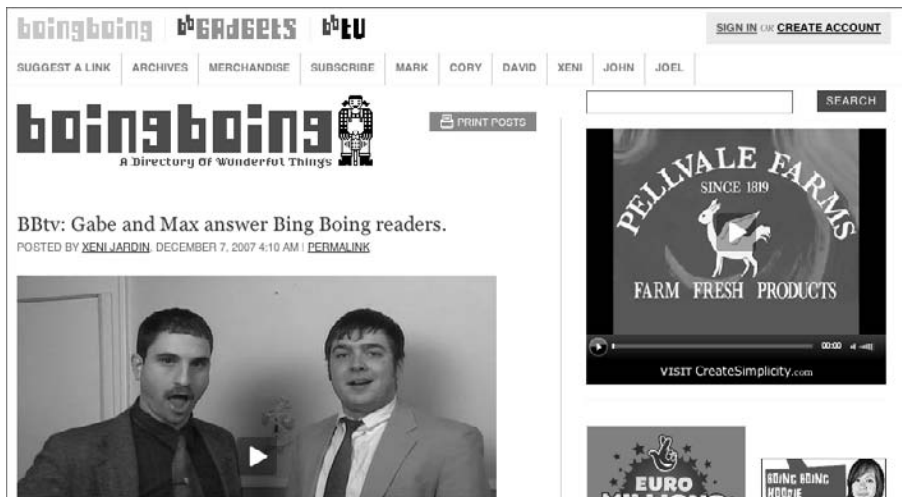 boingboing bbGADGETS bbtv
SIGN IN OR CREATE ACCOUNT
SUGGEST A LINK ARCHIVES MERCHANDISE SUBSCRIBE MARK CORY DAVID XENI JOHN JOEL
SEARCH
boingboing
A Directory Of Wonderful Things
PRINT POSTS
BBtv: Gabe and Max answer Bing Boing readers.
POSTED BY XENI JARDIN, DECEMBER 7, 2007 4:10 AM | PERMALINK
PELLVALE FARMS
SINCE 1819
FARM FRESH PRODUCTS
00:00
VISIT CreateSimplicity.com
EURO
MILLIONS
BOING BOING
HOODIE